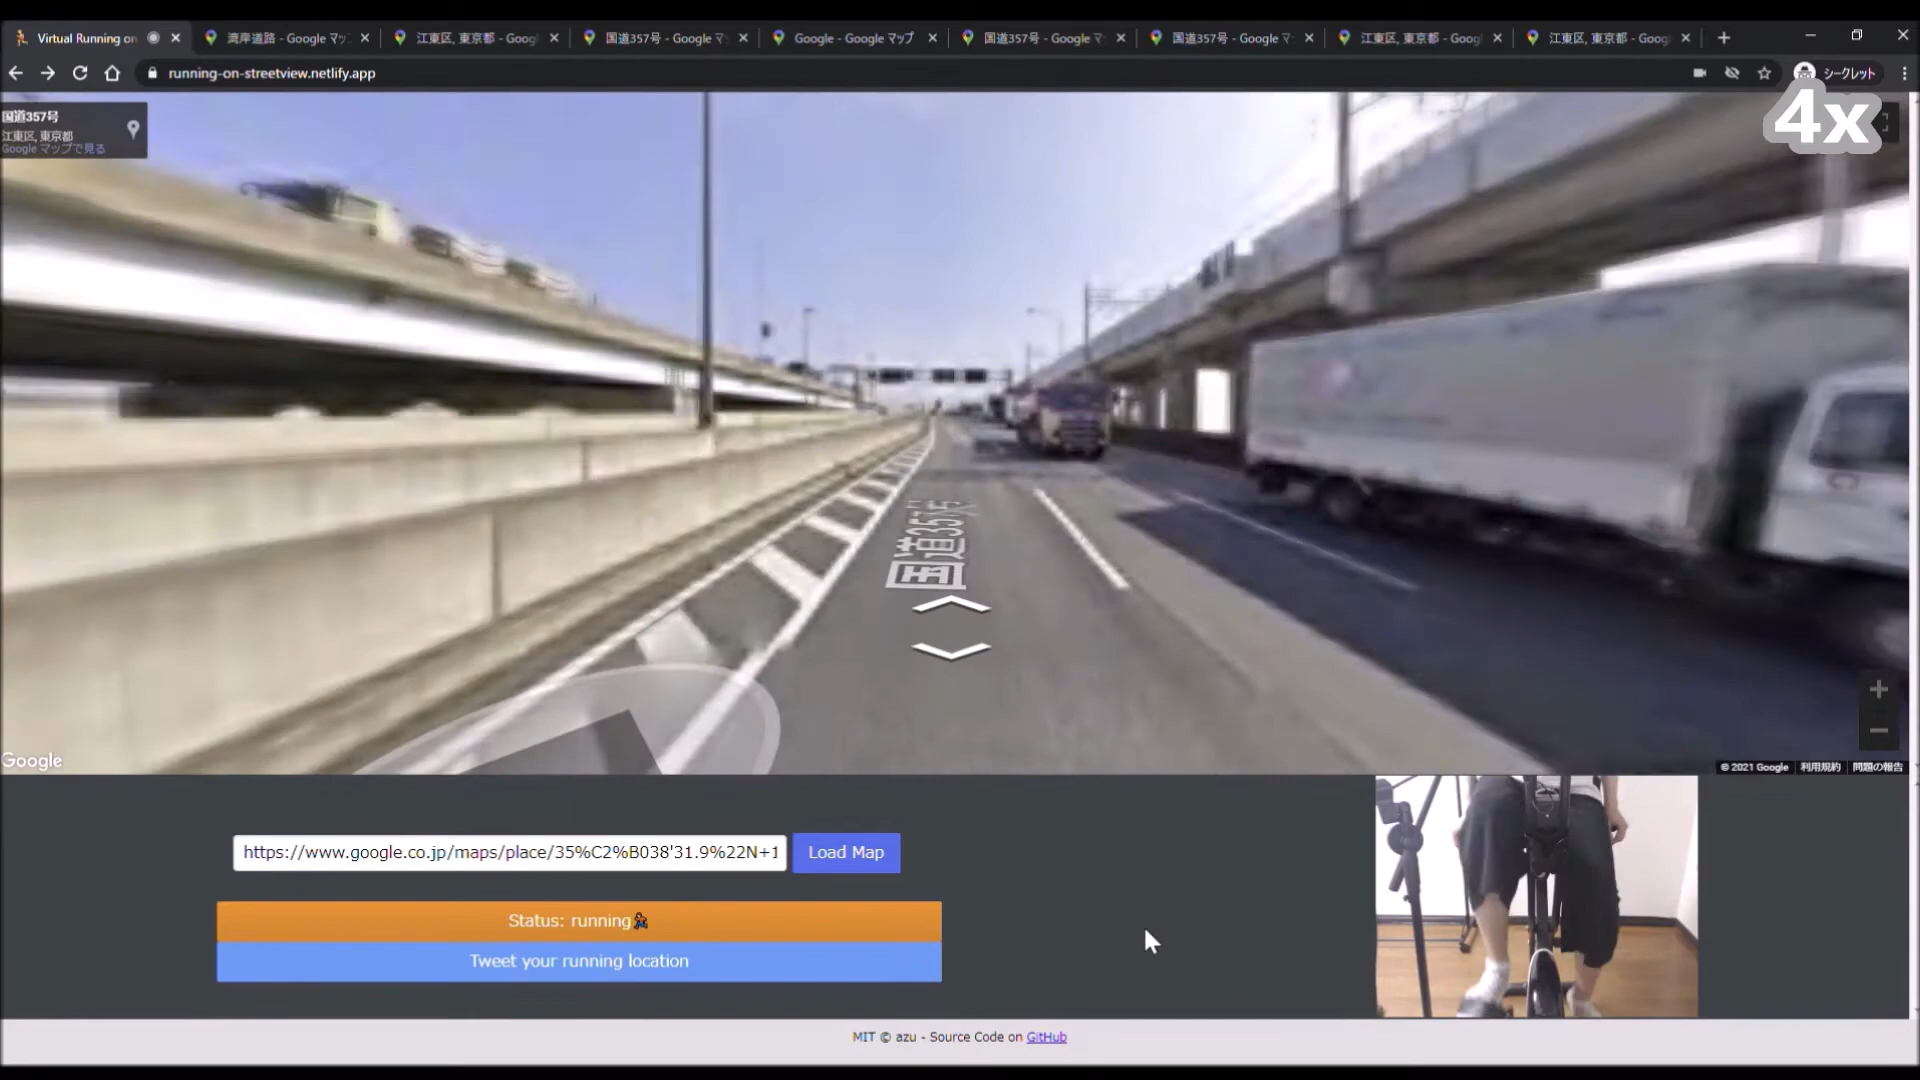 Virtual Running on
湾岸道路 - Google マッ
江東区, 東京都 - Goog
国道357号 - Google マ
Google - Google マップ
国道357号 - Google マ
国道357号 - Google マ
江東区, 東京都 - Goog
江東区, 東京都 - Goog
running-on-streetview.netlify.app
シークレット
4x
国道357号
江東区, 東京都
Google マップで見る
国道357号
Google
© 2021 Google
利用規約
問題の報告
https://www.google.co.jp/maps/place/35%C2%B038'31.9%22N+1
Load Map
Status: running
Tweet your running location
MIT © azu - Source Code on GitHub